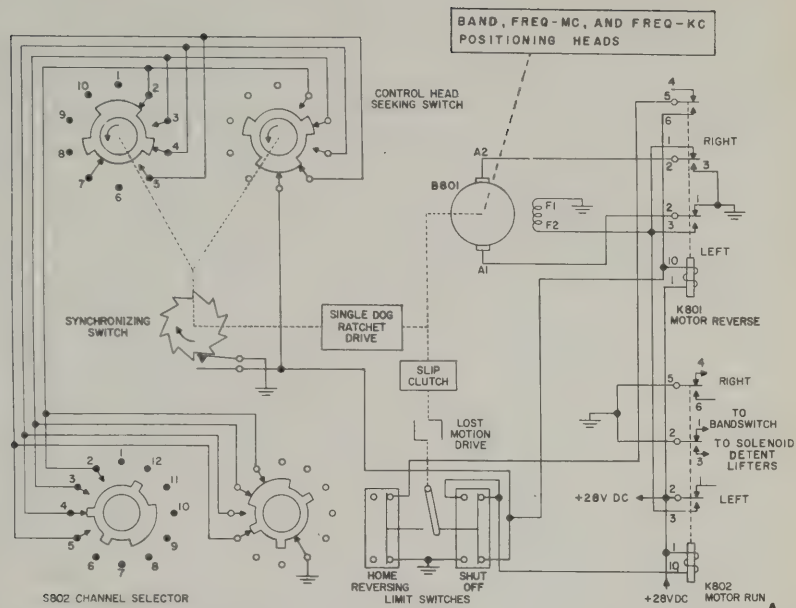 BAND, FREQ-MC, AND FREQ-KC
POSITIONING HEADS
CONTROL HEAD
SEEKING SWITCH
1
2
3
4
5
6
7
8
9
10
4
5
6
RIGHT
1
2
3
A2
B801
F1
F2
A1
1
2
3
LEFT
10
1
K801
MOTOR REVERSE
SYNCHRONIZING
SWITCH
SINGLE DOG
RATCHET
DRIVE
SLIP
CLUTCH
LOST
MOTION
DRIVE
4
5
RIGHT
6
TO
BANDSWITCH
1
2
3
TO SOLENOID
DETENT
LIFTERS
+28V DC
2
1
LEFT
3
1
10
K802
MOTOR RUN
+28VDC
1
2
3
4
5
6
7
8
9
10
11
12
S802 CHANNEL SELECTOR
HOME
REVERSING
SHUT
OFF
LIMIT SWITCHES
A